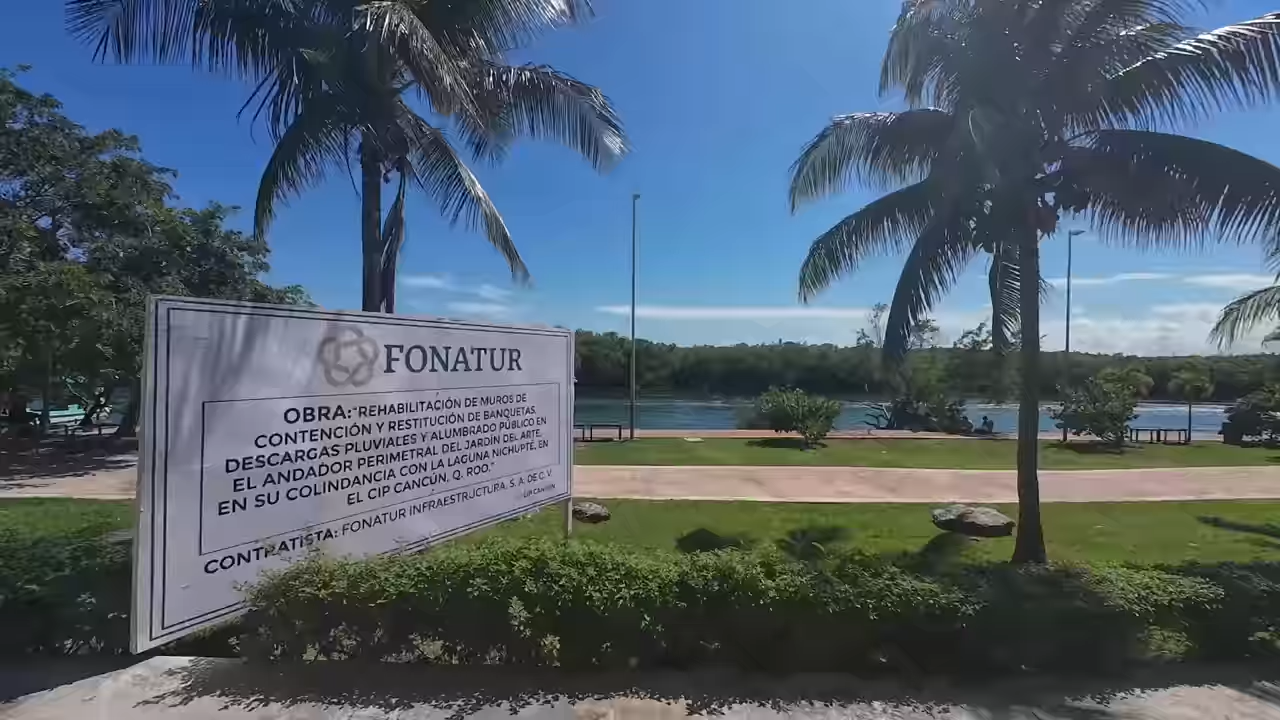 FONATUR
OBRA: "REHABILITACIÓN DE MUROS DE
CONTENCIÓN Y RESTITUCIÓN DE BANQUETAS,
DESCARGAS PLUVIALES Y ALUMBRADO PÚBLICO EN
EL ANDADOR PERIMETRAL DEL JARDÍN DEL ARTE,
EN SU COLINDANCIA CON LA LAGUNA NICHUPTÉ, EN
EL CIP CANCÚN, Q. ROO."
CONTRATISTA: FONATUR INFRAESTRUCTURA, S. A. DE C. V.
CIP CANCÚN